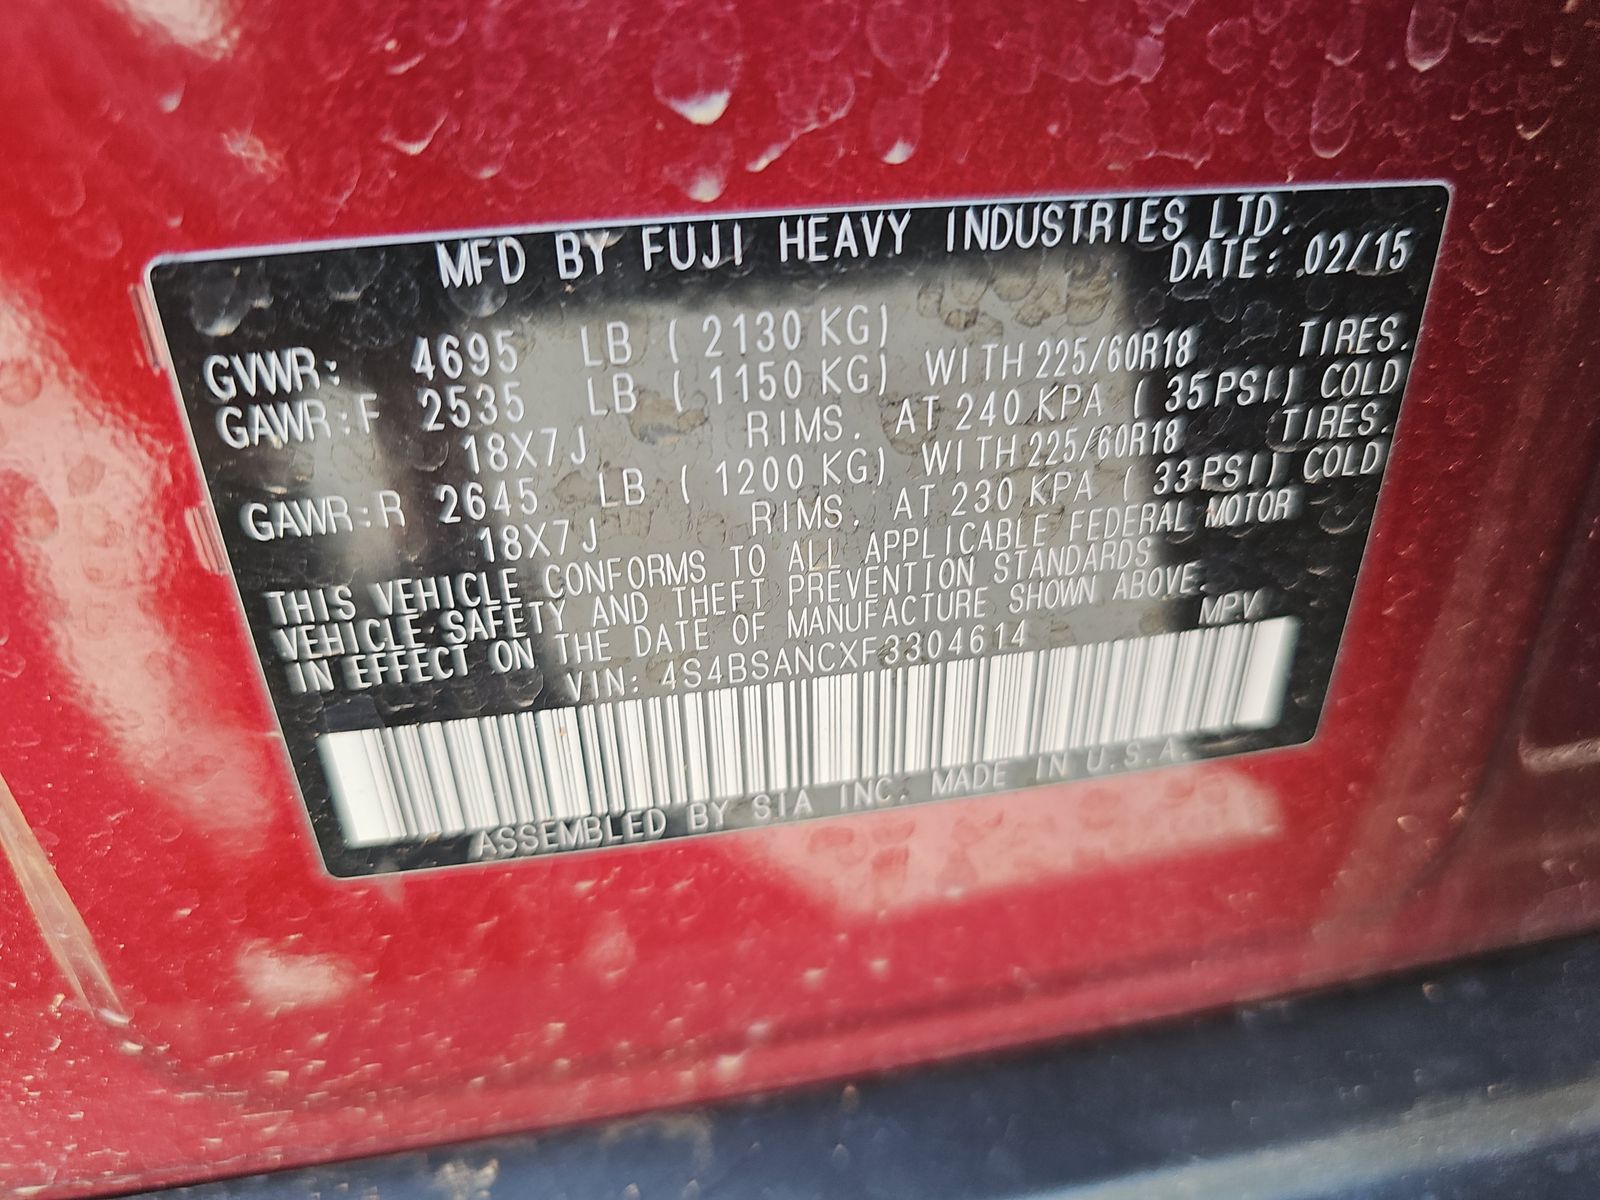 MFD BY FUJI HEAVY INDUSTRIES LTD.
DATE: 02/15
GVWR: 4695 LB ( 2130 KG)
GAWR:F 2535 LB ( 1150 KG) WITH 225/60R18 TIRES.
18X7J RIMS. AT 240 KPA ( 35PSI) COLD
GAWR:R 2645 LB ( 1200 KG) WITH 225/60R18 TIRES.
18X7J RIMS. AT 230 KPA ( 33PSI) COLD
THIS VEHICLE CONFORMS TO ALL APPLICABLE FEDERAL MOTOR
VEHICLE SAFETY AND THEFT PREVENTION STANDARDS
IN EFFECT ON THE DATE OF MANUFACTURE SHOWN ABOVE.
VIN: 4S4BSANCXF3304614 MPV
ASSEMBLED BY SIA INC. MADE IN U.S.A.